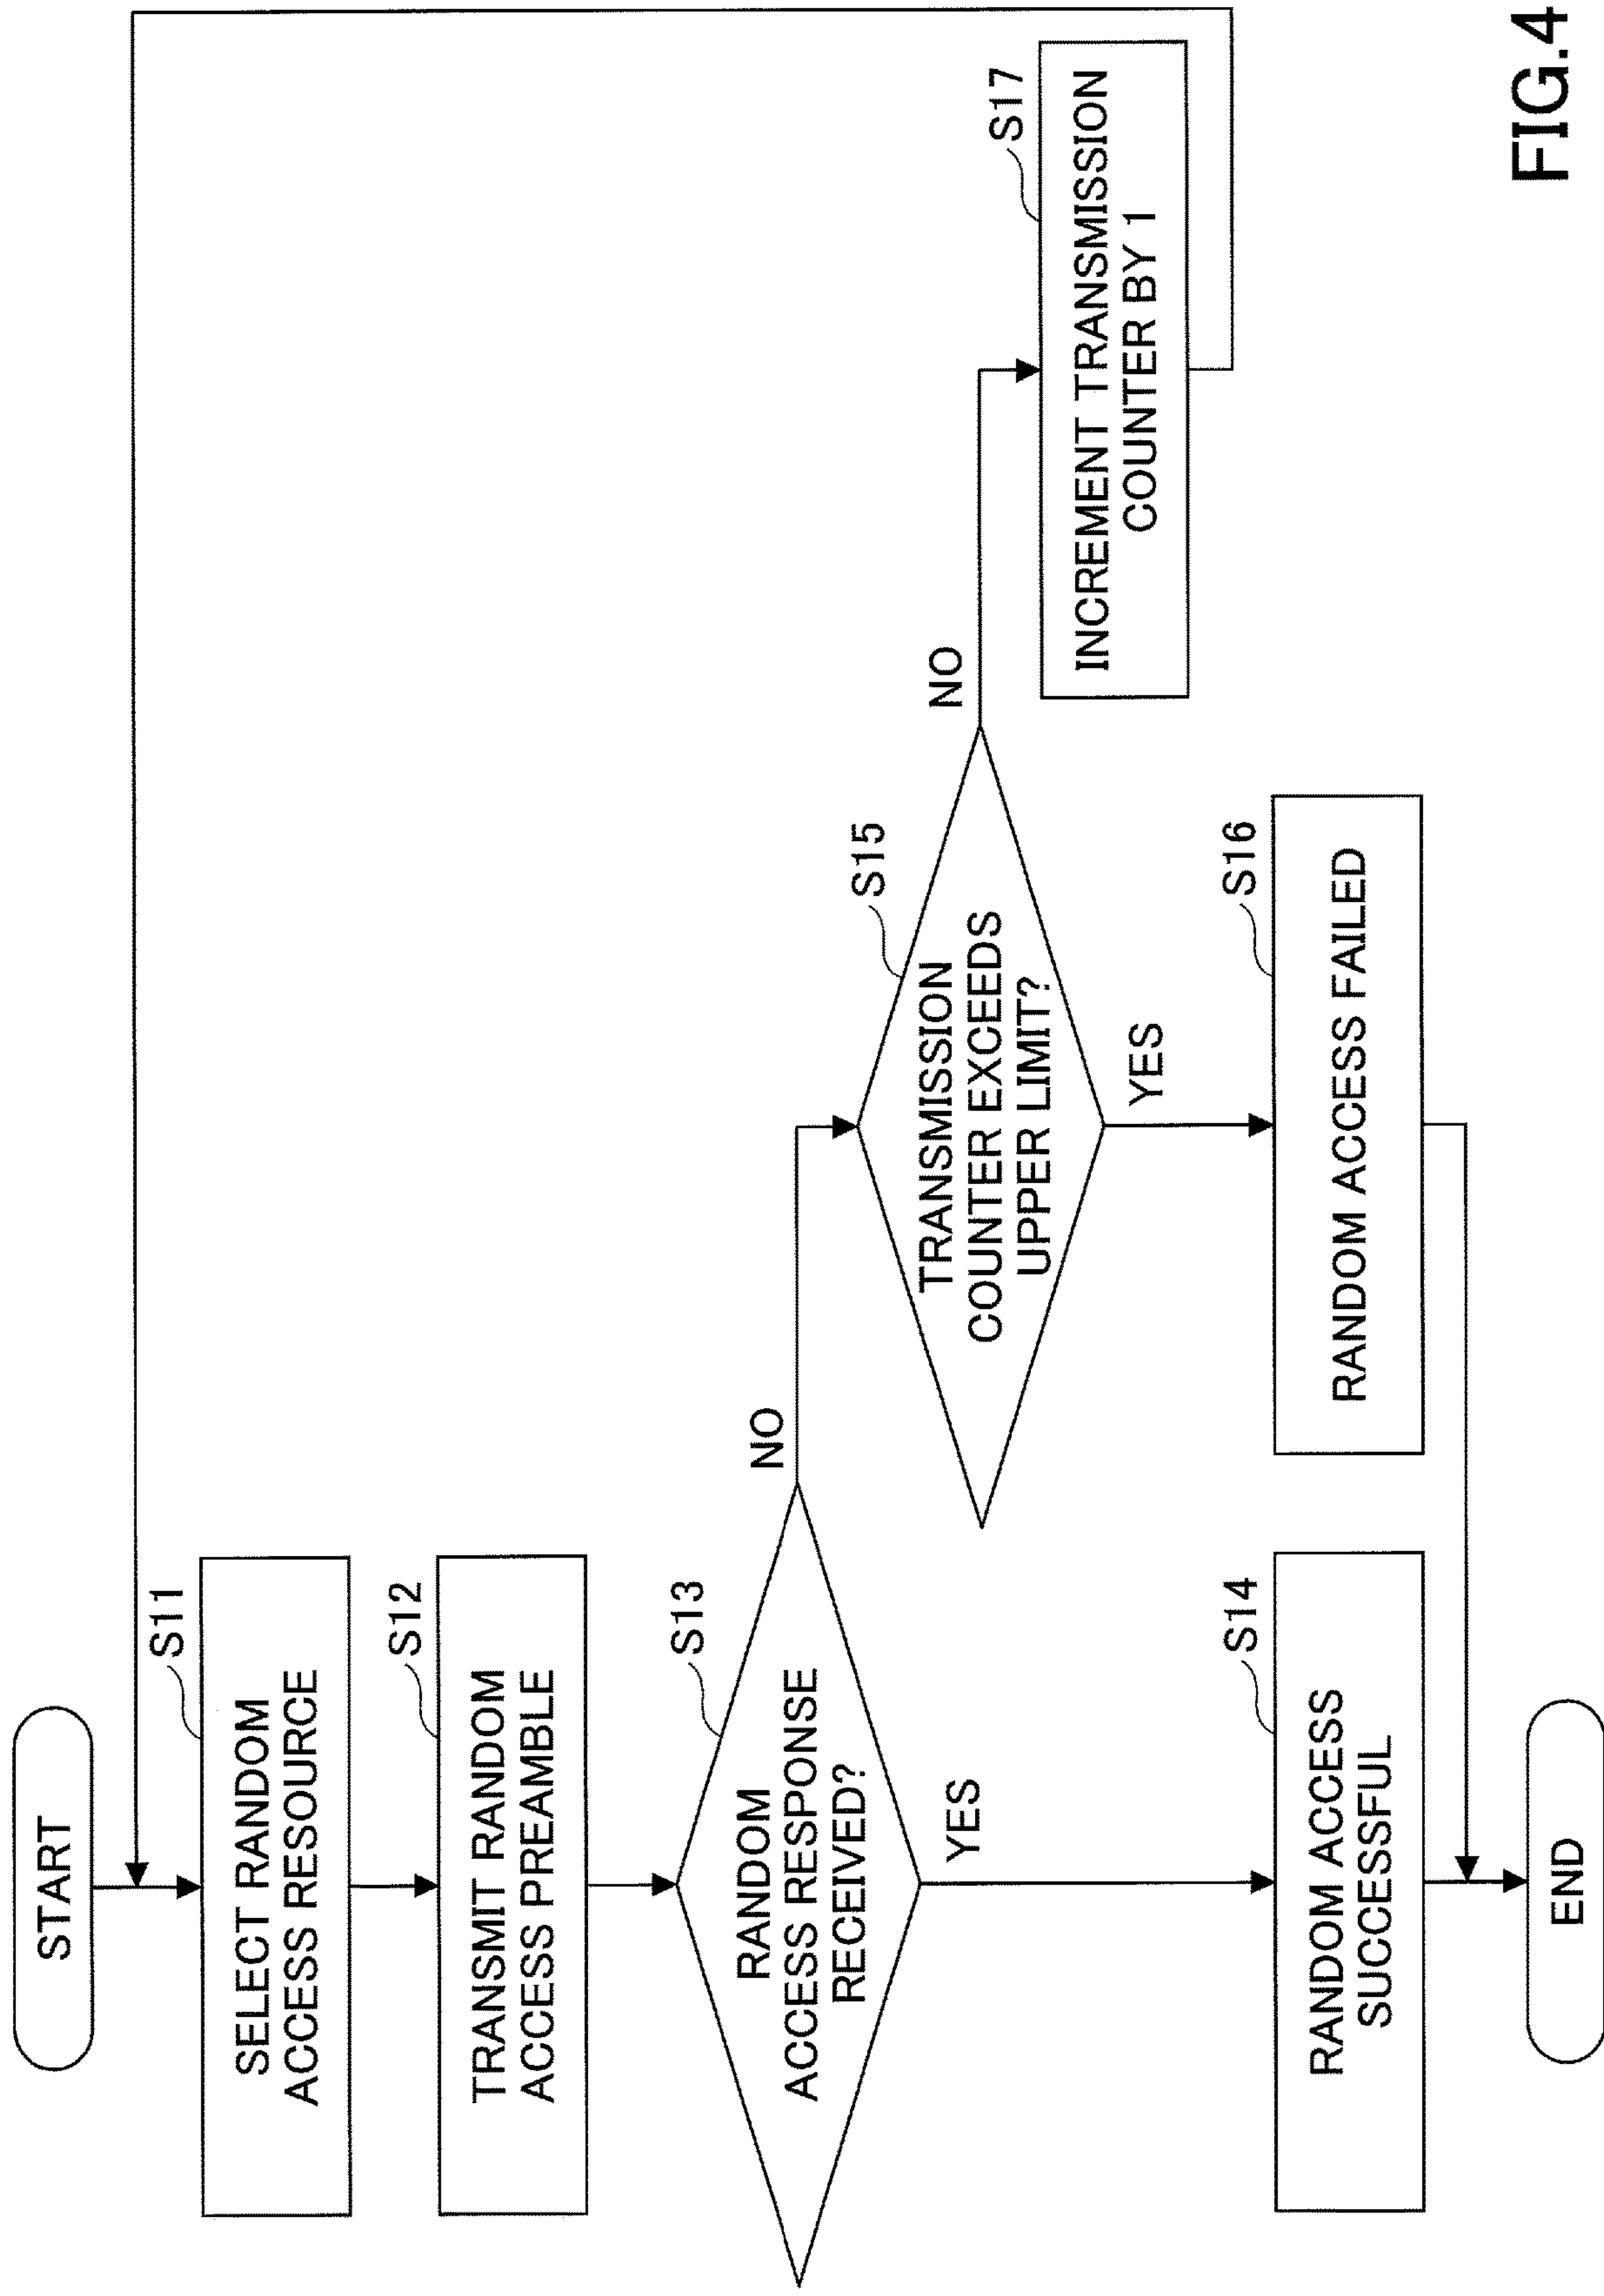 START
S11
SELECT RANDOM
ACCESS RESOURCE
S12
TRANSMIT RANDOM
ACCESS PREAMBLE
S13
RANDOM
ACCESS RESPONSE
RECEIVED?
NO
YES
S15
TRANSMISSION
COUNTER EXCEEDS
UPPER LIMIT?
NO
YES
S17
INCREMENT TRANSMISSION
COUNTER BY 1
S14
RANDOM ACCESS
SUCCESSFUL
S16
RANDOM ACCESS FAILED
END
FIG.4